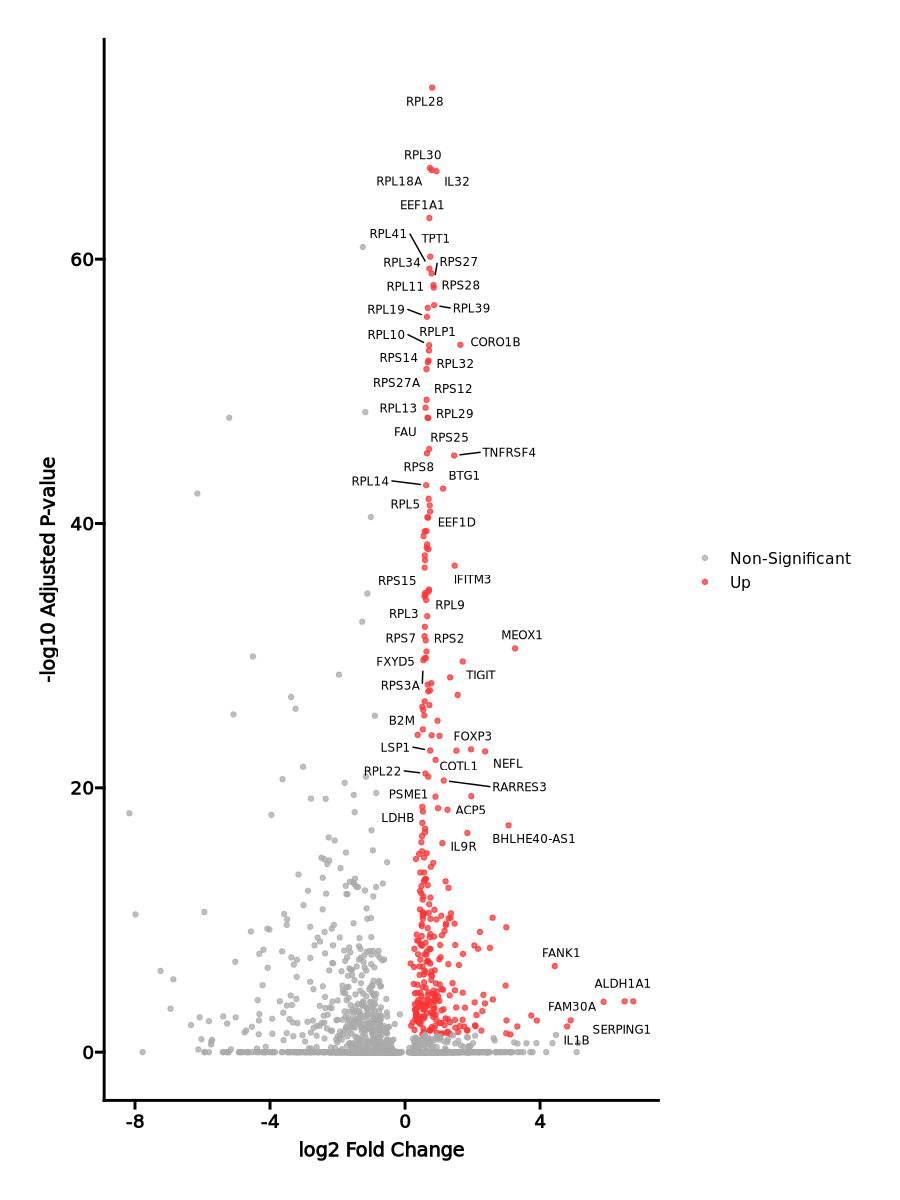 RPL28
RPL30
RPL18A
IL32
EEF1A1
RPL41
TPT1
60
RPL34
RPS27
RPL11
RPS28
RPL19
RPL39
RPL10
RPLP1
CORO1B
RPS14
RPL32
RPS27A
RPS12
RPL13
RPL29
FAU
RPS25
TNFRSF4
RPS8
BTG1
RPL14
RPL5
40
EEF1D
Non-Significant
Up
RPS15
IFITM3
RPL9
RPL3
RPS7
RPS2
MEOX1
FXYD5
RPS3A
TIGIT
B2M
FOXP3
LSP1
COTL1
NEFL
RPL22
20
RARRES3
PSME1
ACP5
LDHB
BHLHE40-AS1
IL9R
FANK1
ALDH1A1
FAM30A
SERPING1
IL1B
0
-8
-4
0
4
log2 Fold Change
-log10 Adjusted P-value